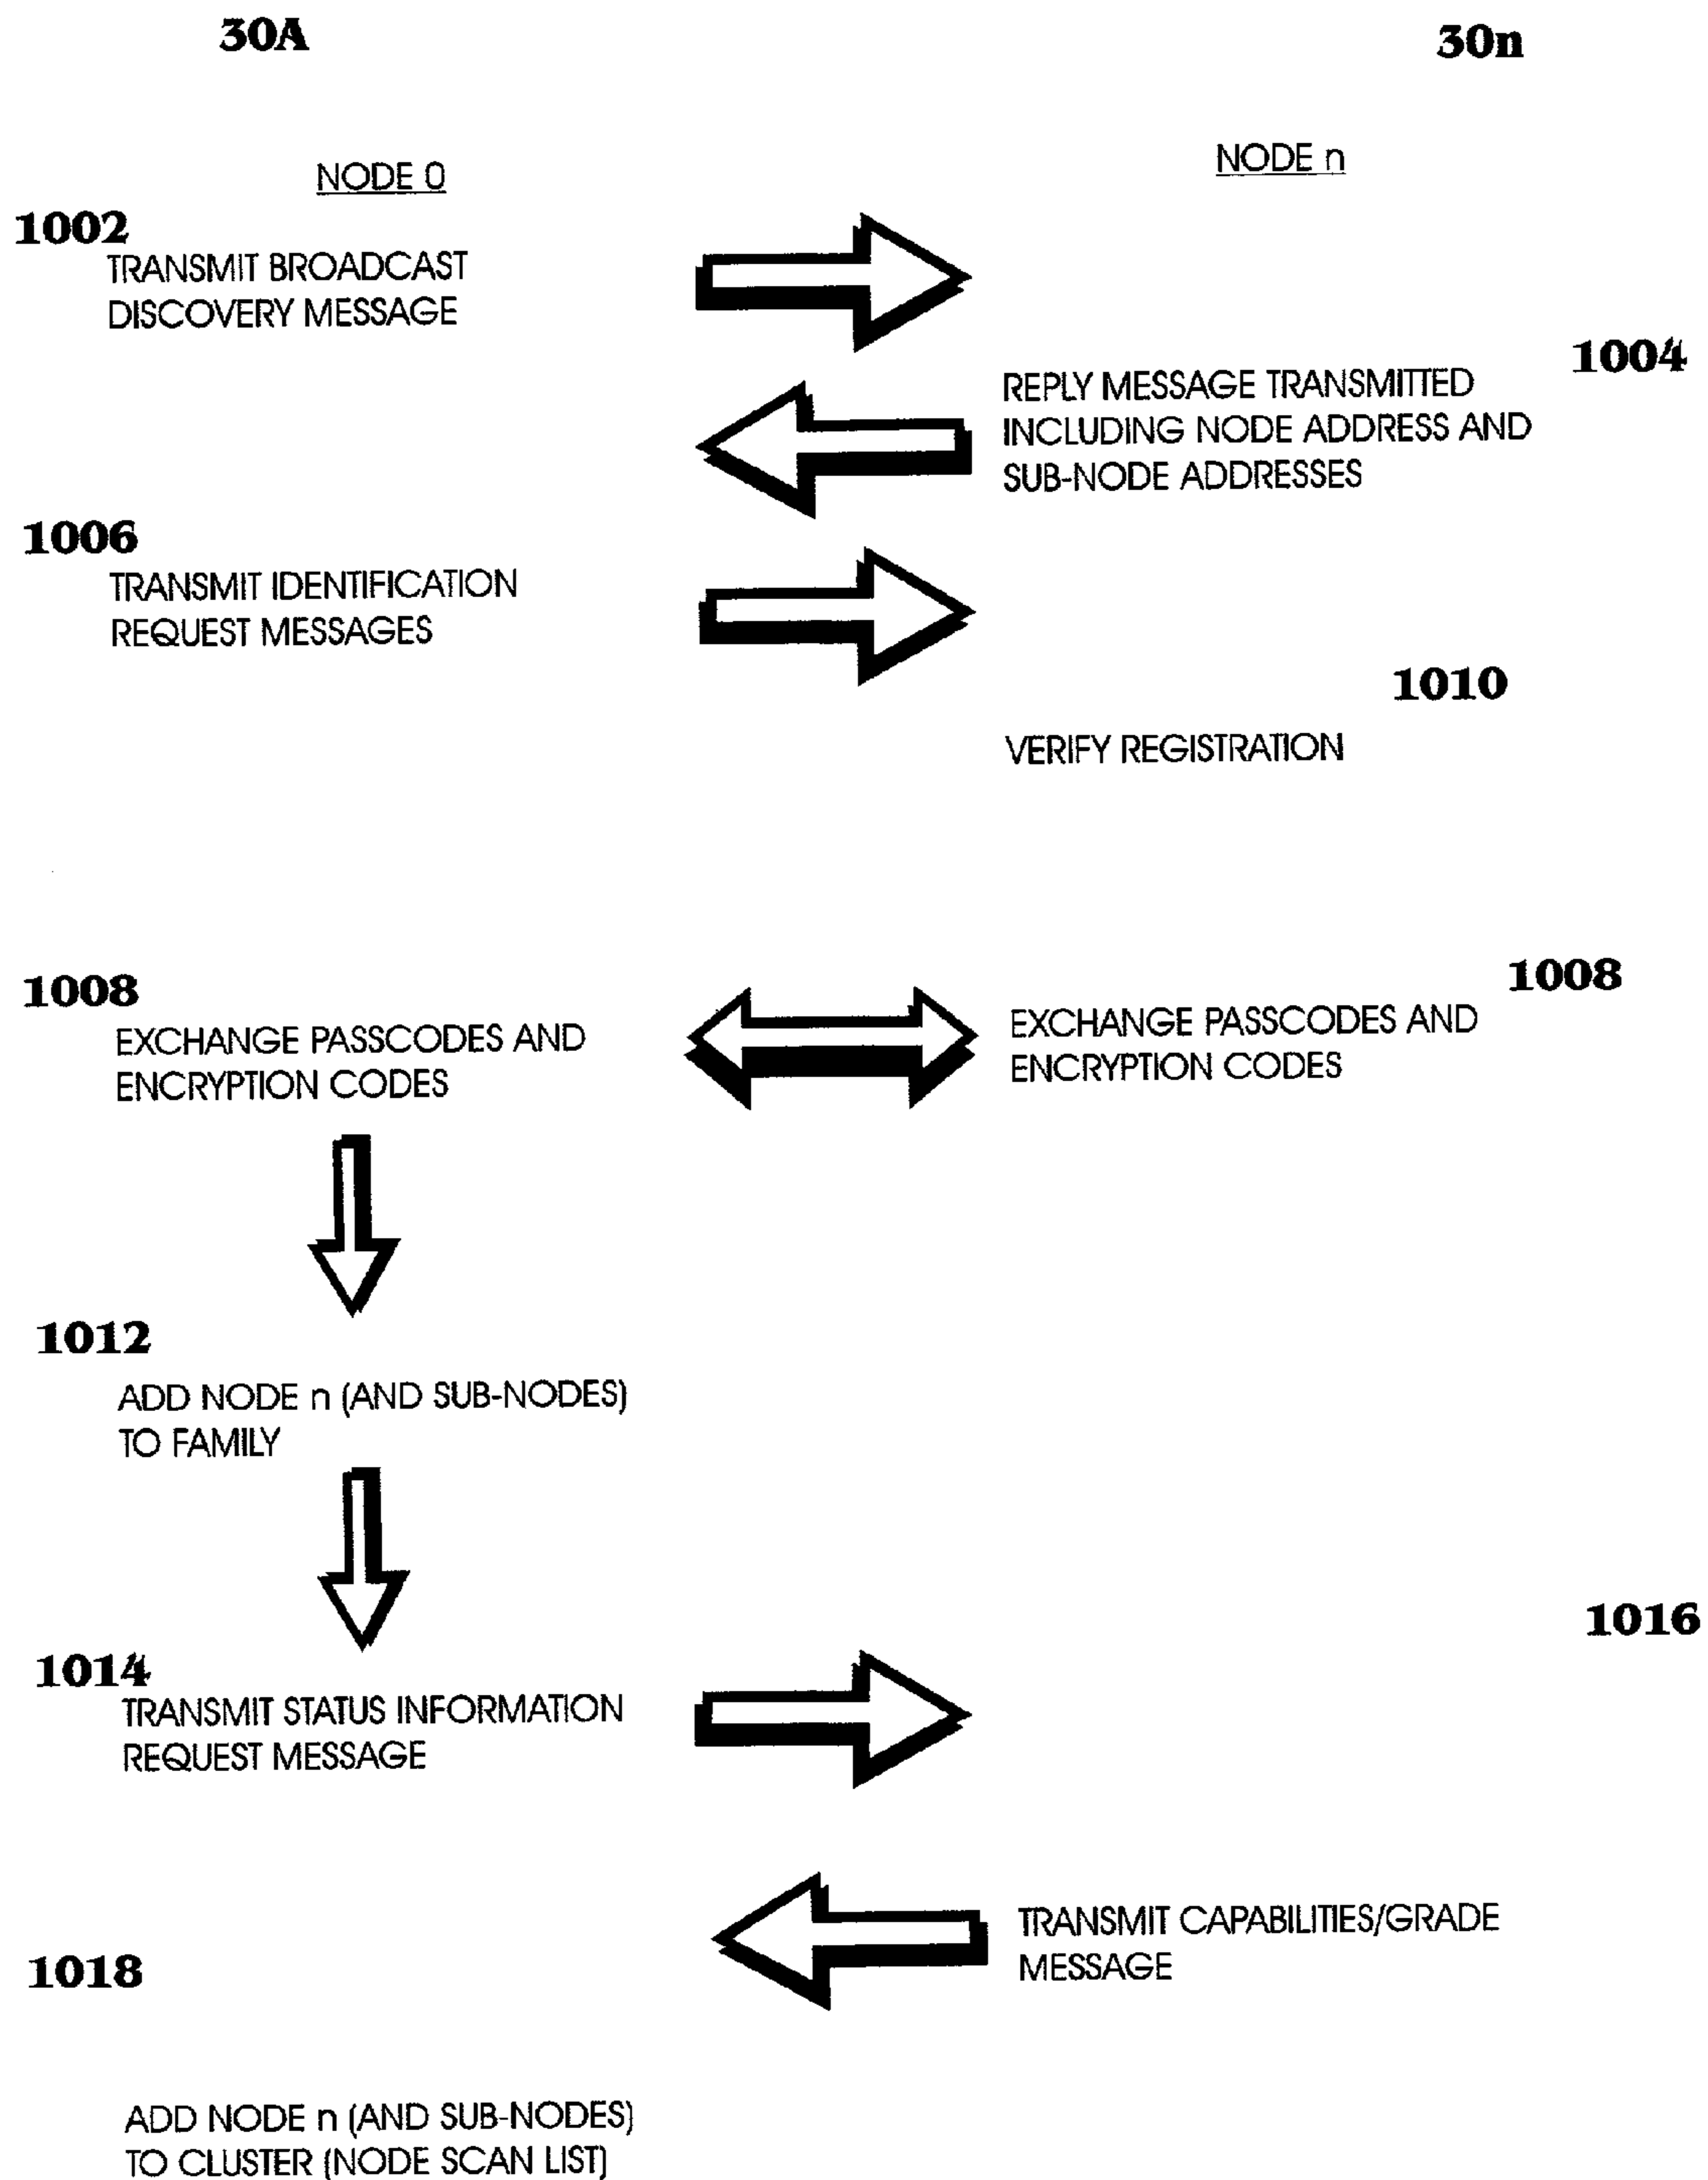 30A
30n
NODE 0
NODE n
1002
TRANSMIT BROADCAST
DISCOVERY MESSAGE
1004
REPLY MESSAGE TRANSMITTED
INCLUDING NODE ADDRESS AND
SUB-NODE ADDRESSES
1006
TRANSMIT IDENTIFICATION
REQUEST MESSAGES
1010
VERIFY REGISTRATION
1008
EXCHANGE PASSCODES AND
ENCRYPTION CODES
1008
EXCHANGE PASSCODES AND
ENCRYPTION CODES
1012
ADD NODE n (AND SUB-NODES)
TO FAMILY
1014
TRANSMIT STATUS INFORMATION
REQUEST MESSAGE
1016
TRANSMIT CAPABILITIES/GRADE
MESSAGE
1018
ADD NODE n (AND SUB-NODES)
TO CLUSTER (NODE SCAN LIST)